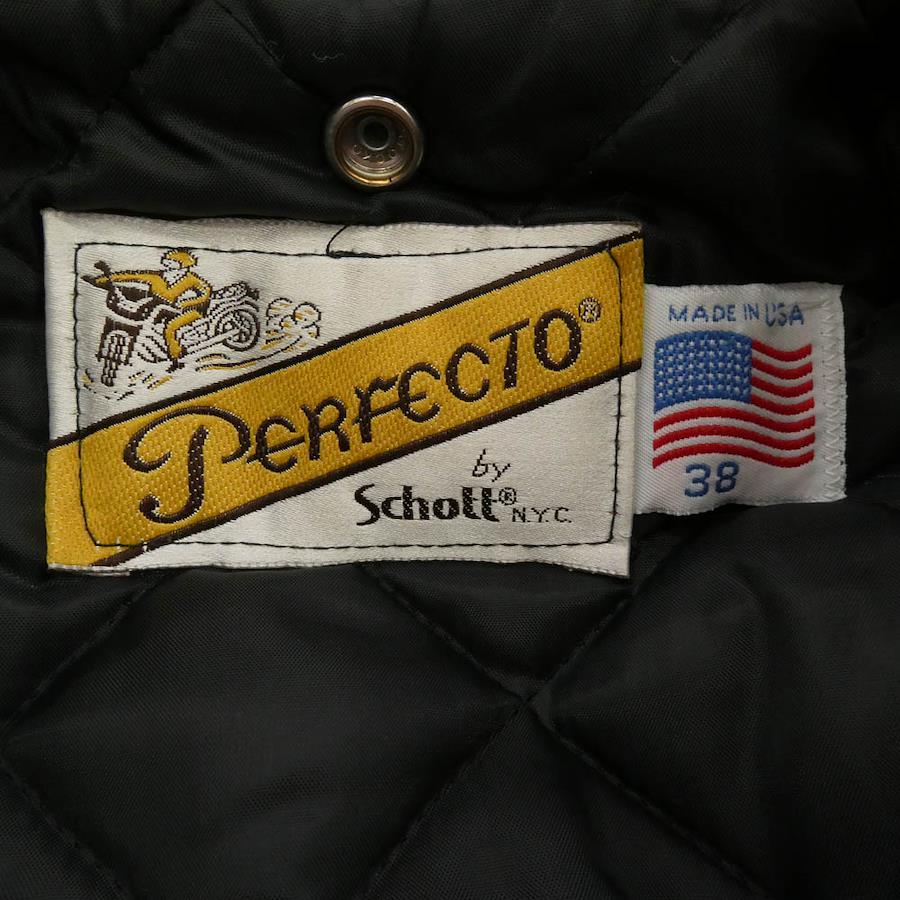 PERFECTO®
by
Schott® N.Y.C.
MADE IN USA
38